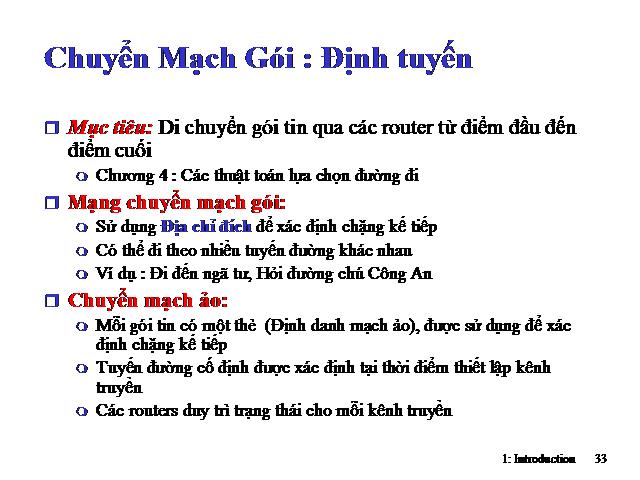 Chuyển Mạch Gói : Định tuyến
Mục tiêu: Di chuyển gói tin qua các router từ điểm đầu đến
điểm cuối
Chương 4 : Các thuật toán lựa chọn đường đi
Mạng chuyển mạch gói:
Sử dụng Địa chỉ đích để xác định chặng kế tiếp
Có thể đi theo nhiều tuyến đường khác nhau
Ví dụ : Đi đến ngã tư, Hỏi đường chú Công An
Chuyển mạch ảo:
Mỗi gói tin có một thẻ (Định danh mạch ảo), được sử dụng để xác
định chặng kế tiếp
Tuyến đường cố định được xác định tại thời điểm thiết lập kênh
truyền
Các routers duy trì trạng thái cho mỗi kênh truyền
1: Introduction 33